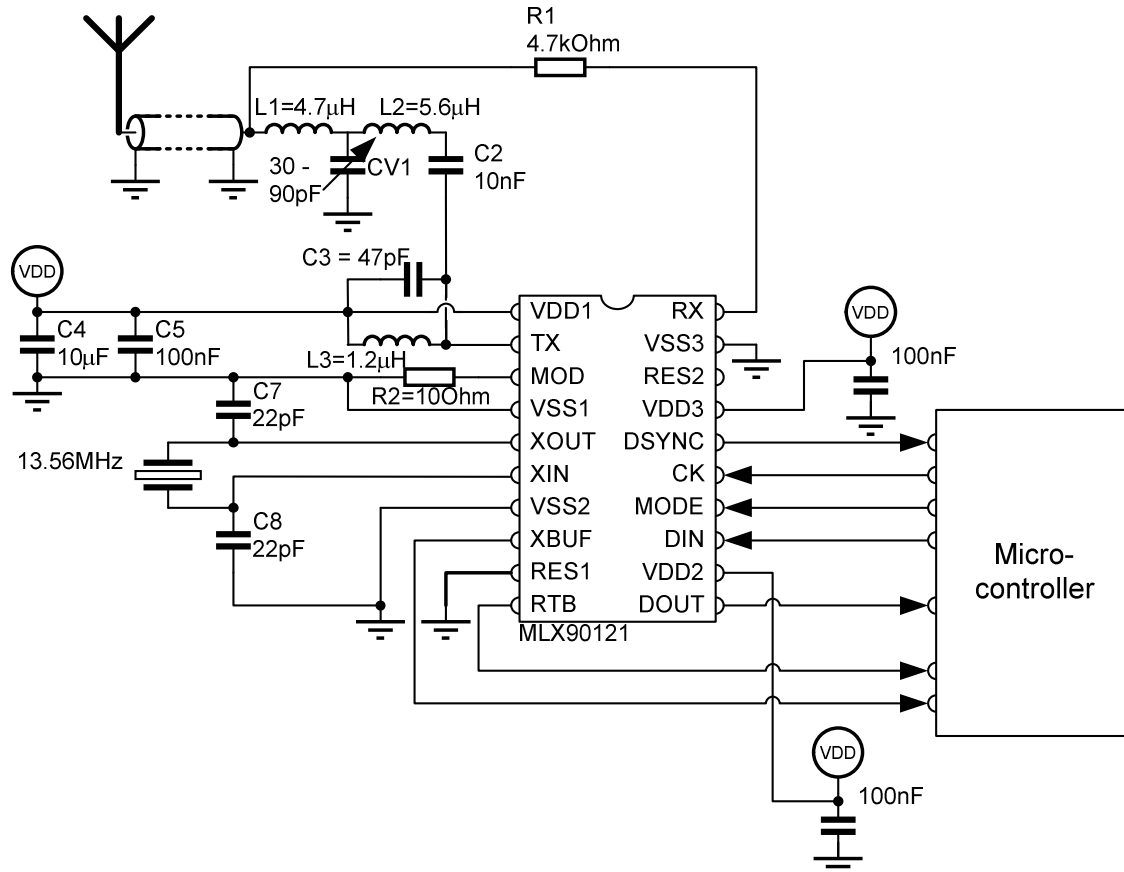 R1
4.7kOhm
L1=4.7µH
L2=5.6µH
30 -
90pF
CV1
C2
10nF
C3 = 47pF
VDD
C4
10µF
C5
100nF
L3=1.2µH
R2=10Ohm
C7
22pF
13.56MHz
C8
22pF
VDD1
TX
MOD
VSS1
XOUT
XIN
VSS2
XBUF
RES1
RTB
RX
VSS3
RES2
VDD3
DSYNC
CK
MODE
DIN
VDD2
DOUT
MLX90121
VDD
100nF
Micro-
controller
VDD
100nF